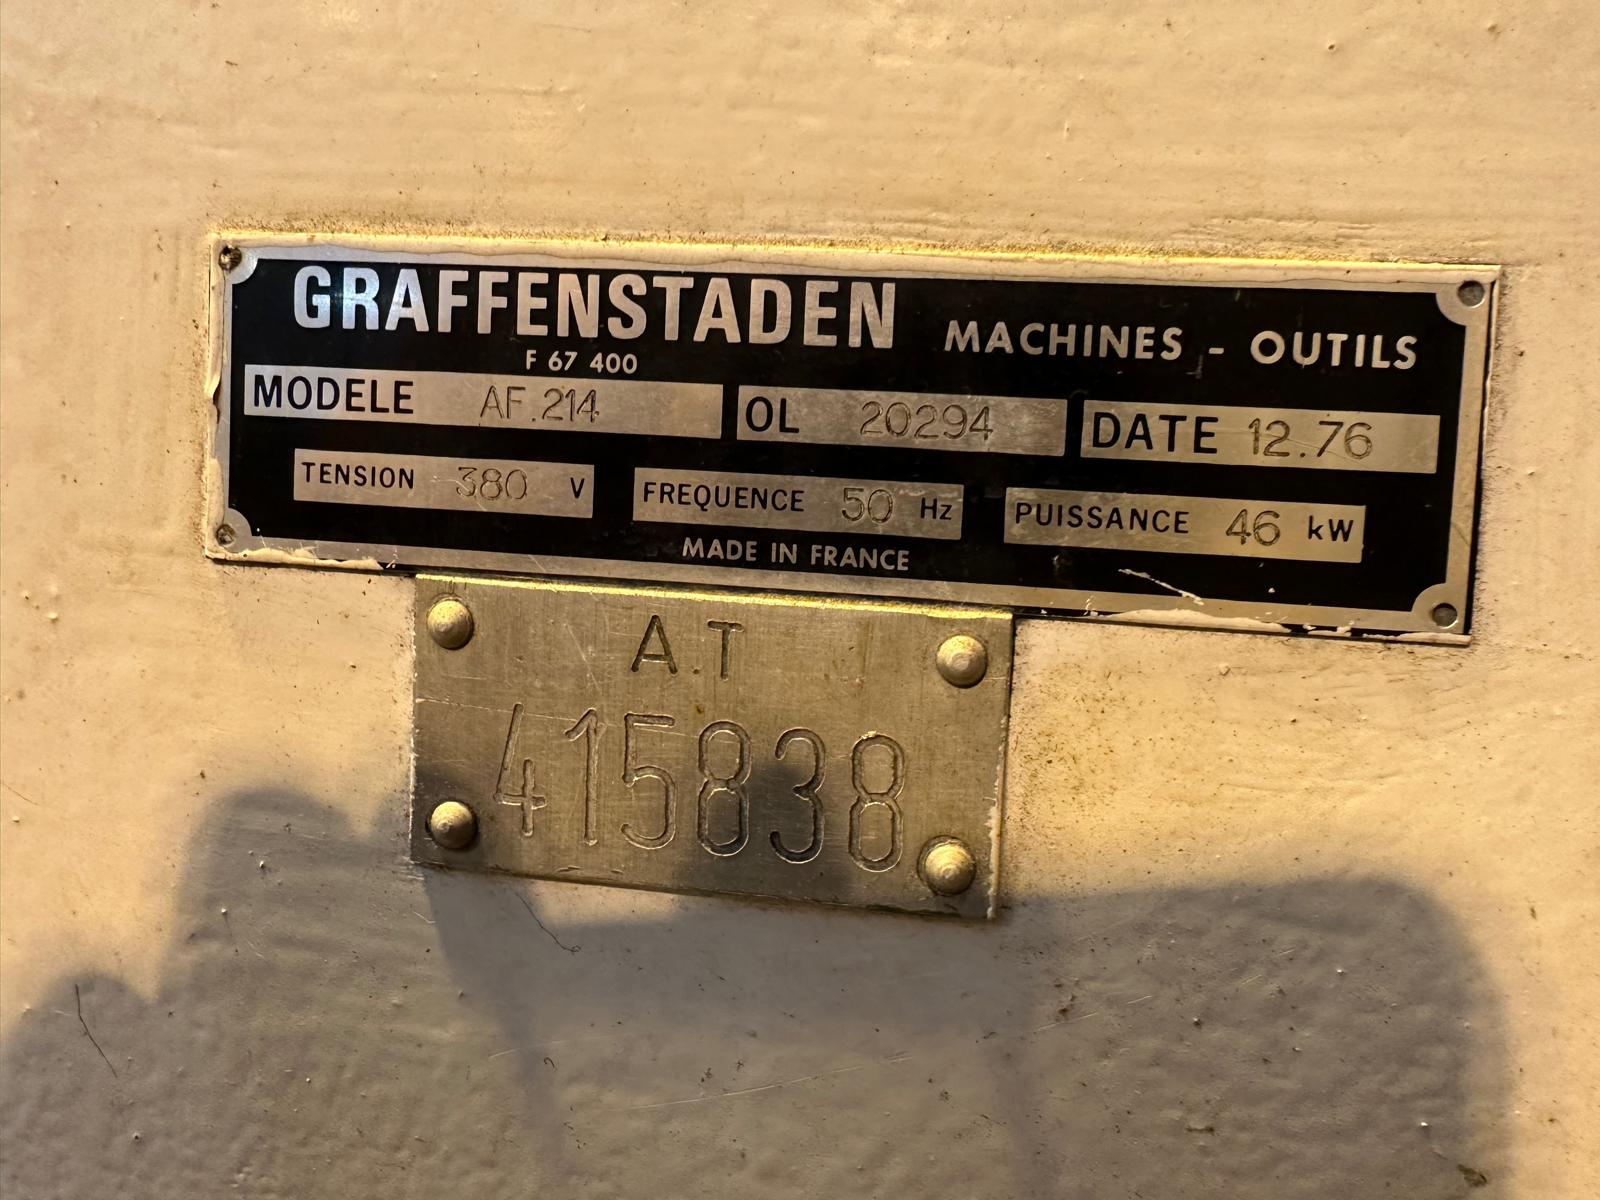 GRAFFENSTADEN MACHINES - OUTILS
F 67 400
MODELE AF.214 OL 20294 DATE 12.76
TENSION 380 V FREQUENCE 50 Hz PUISSANCE 46 kW
MADE IN FRANCE
A.T
415838